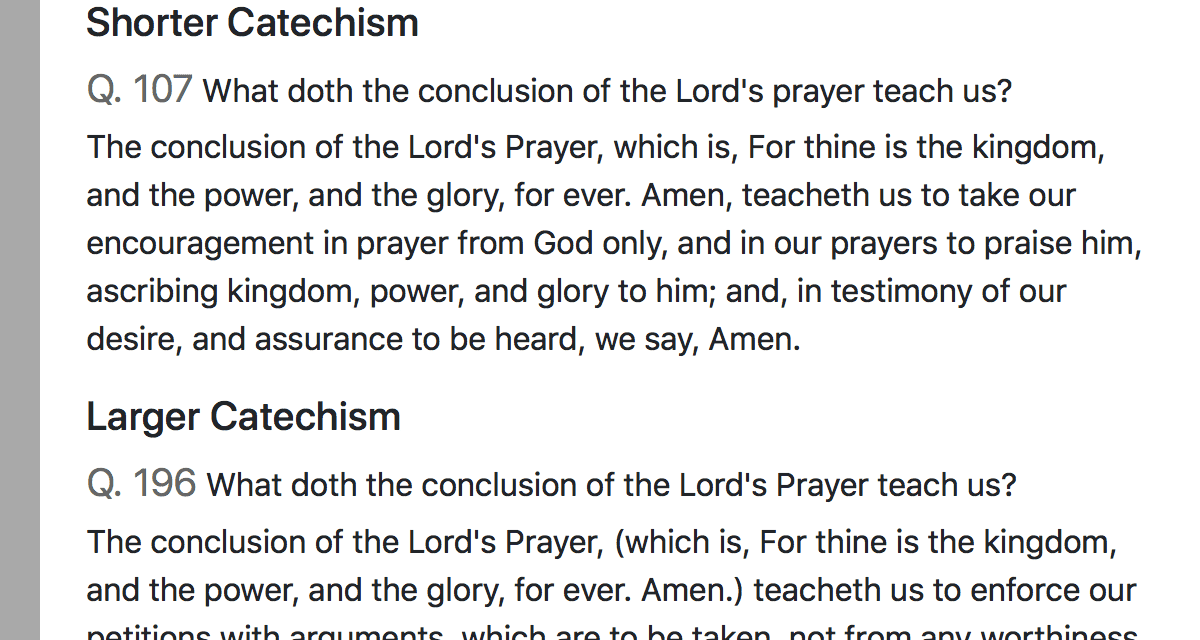 Shorter Catechism
Q. 107 What doth the conclusion of the Lord's prayer teach us?
The conclusion of the Lord's Prayer, which is, For thine is the kingdom,
and the power, and the glory, for ever. Amen, teacheth us to take our
encouragement in prayer from God only, and in our prayers to praise him,
ascribing kingdom, power, and glory to him; and, in testimony of our
desire, and assurance to be heard, we say, Amen.
Larger Catechism
Q. 196 What doth the conclusion of the Lord's Prayer teach us?
The conclusion of the Lord's Prayer, (which is, For thine is the kingdom,
and the power, and the glory, for ever. Amen.) teacheth us to enforce our
petitions with arguments, which are to be taken, not from any worthiness